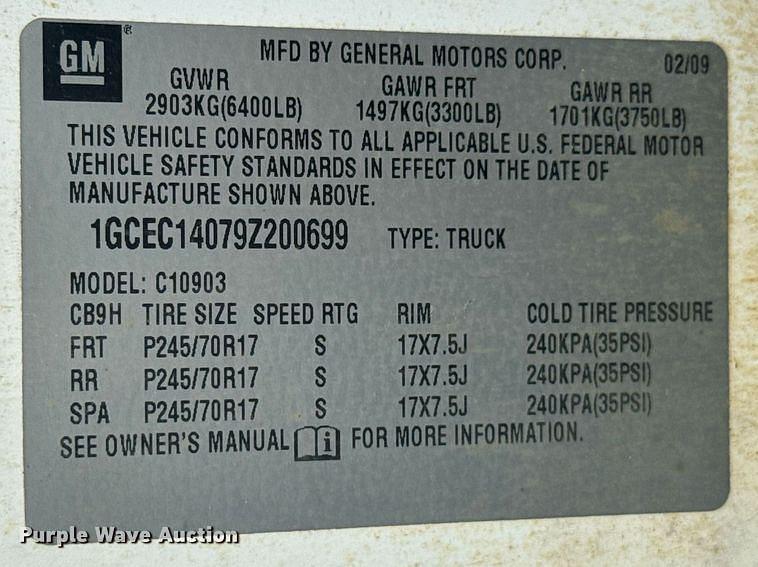 GM
MFD BY GENERAL MOTORS CORP. 02/09
GVWR GAWR FRT GAWR RR
2903KG(6400LB) 1497KG(3300LB) 1701KG(3750LB)
THIS VEHICLE CONFORMS TO ALL APPLICABLE U.S. FEDERAL MOTOR
VEHICLE SAFETY STANDARDS IN EFFECT ON THE DATE OF
MANUFACTURE SHOWN ABOVE.
1GCEC14079Z200699 TYPE: TRUCK
MODEL: C10903
CB9H TIRE SIZE SPEED RTG RIM COLD TIRE PRESSURE
FRT P245/70R17 S 17X7.5J 240KPA(35PSI)
RR P245/70R17 S 17X7.5J 240KPA(35PSI)
SPA P245/70R17 S 17X7.5J 240KPA(35PSI)
SEE OWNER'S MANUAL i FOR MORE INFORMATION.
Purple Wave Auction